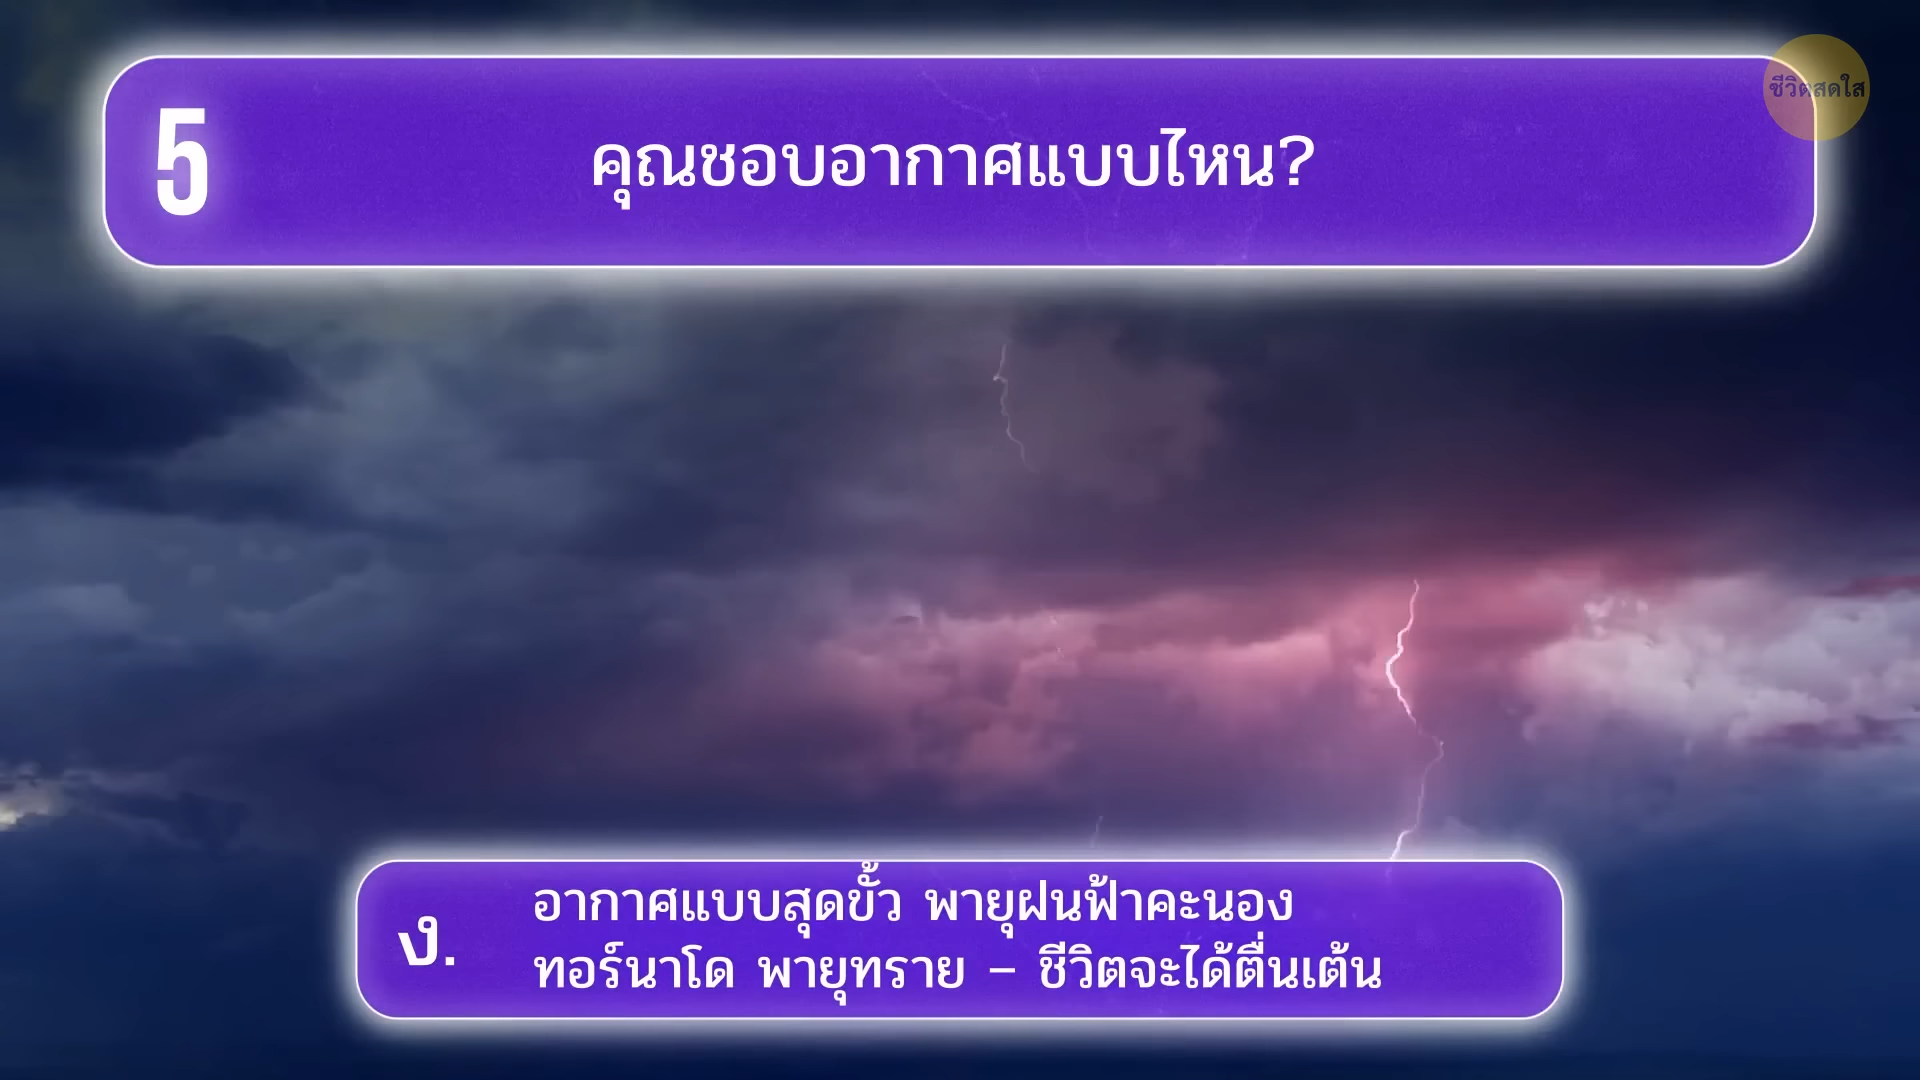 ชีวิตสดใส
5
คุณชอบอากาศแบบไหน?
ง.
อากาศแบบสุดขั้ว พายุฝนฟ้าคะนอง
ทอร์นาโด พายุทราย – ชีวิตจะได้ตื่นเต้น